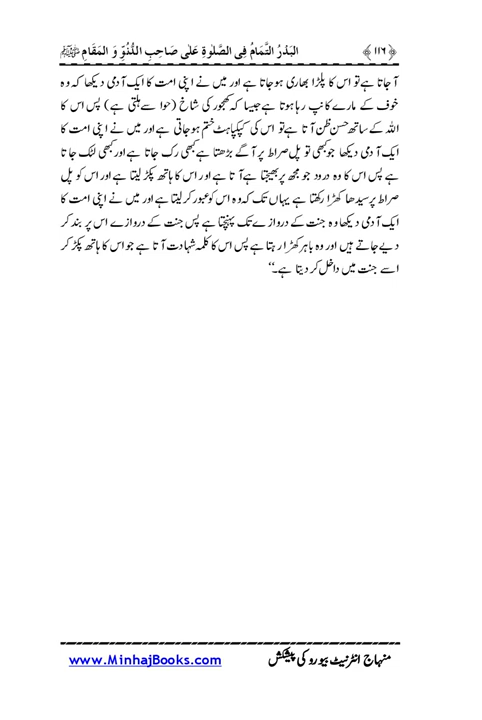 ﴿۱۱۶﴾ البَدْرُ التَّمَامُ فِی الصَّلٰوةِ عَلٰی صَاحِبِ الدُّنُوِّ وَ المَقَامِ ﷺ
آ جاتا ہے تو اس کا پلڑا بھاری ہو جاتا ہے اور میں نے اپنی امت کا ایک آدمی دیکھا کہ وہ
خوف کے مارے کانپ رہا ہوتا ہے جیسا کہ کھجور کی شاخ (حوا سے ہلتی ہے) پس اس کا
اللہ کے ساتھ حسن ظن آتا ہے تو اس کی کپکپاہٹ ختم ہو جاتی ہے اور میں نے اپنی امت کا
ایک آدمی دیکھا جو کبھی تو پل صراط پر آگے بڑھتا ہے کبھی رک جاتا ہے اور کبھی لٹک جاتا
ہے پس اس کا وہ درود جو مجھ پر بھیجتا ہے آتا ہے اور اس کا ہاتھ پکڑ لیتا ہے اور اس کو پل
صراط پر سیدھا کھڑا رکھتا ہے یہاں تک کہ وہ اس کو عبور کر لیتا ہے اور میں نے اپنی امت کا
ایک آدمی دیکھا وہ جنت کے دروازے تک پہنچتا ہے پس جنت کے دروازے اس پر بند کر
دیے جاتے ہیں اور وہ باہر کھڑا رہتا ہے پس اس کا کلمہ شہادت آتا ہے جو اس کا ہاتھ پکڑ کر
اسے جنت میں داخل کر دیتا ہے۔‘‘
منہاج انٹرنیٹ بیورو کی پیشکش www.MinhajBooks.com